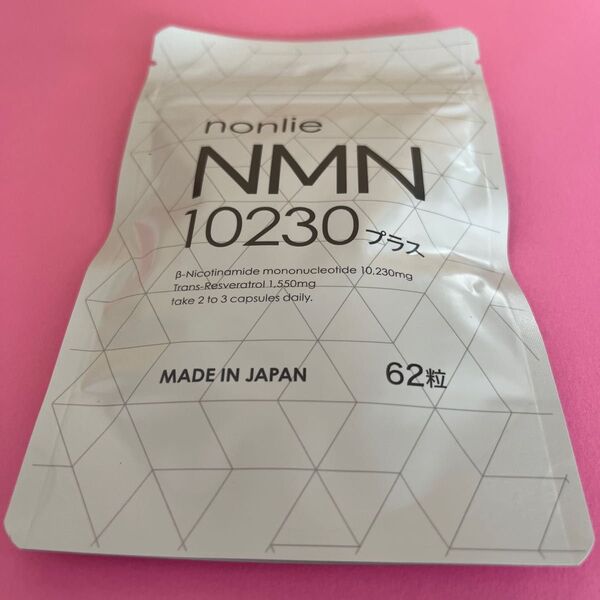 nonlie
NMN
10230プラス
β-Nicotinamide mononucleotide 10,230mg
Trans-Resveratrol 1,550mg
take 2 to 3 capsules daily.
MADE IN JAPAN 62粒